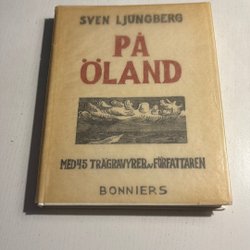 SVEN LJUNGBERG
PÅ
ÖLAND
MED 45 TRÄGRAVYRER AV FÖRFATTAREN
BONNIERS